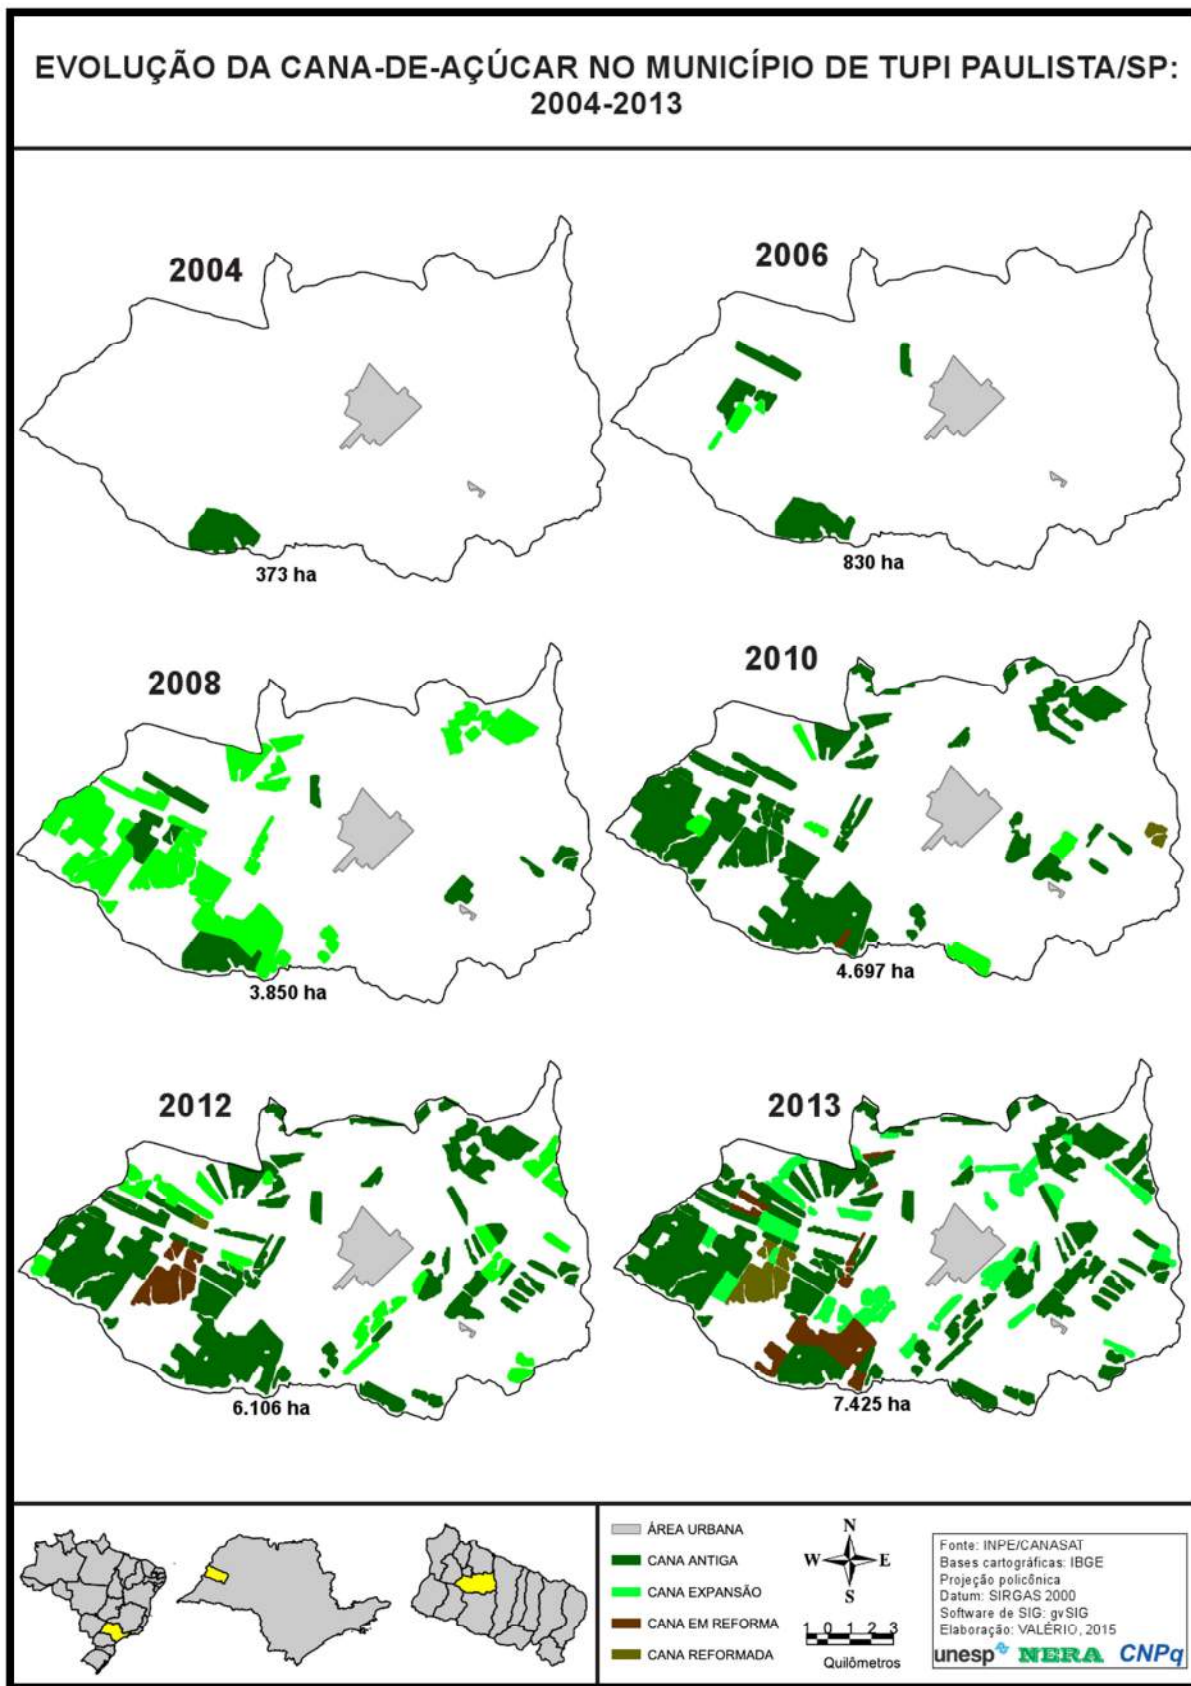 EVOLUÇÃO DA CANA-DE-AÇÚCAR NO MUNICÍPIO DE TUPI PAULISTA/SP:
2004-2013
2004
373 ha
2006
830 ha
2008
3.850 ha
2010
4.697 ha
2012
6.106 ha
2013
7.425 ha
ÁREA URBANA
CANA ANTIGA
CANA EXPANSÃO
CANA EM REFORMA
CANA REFORMADA
N
W E
S
1 0 1 2 3
Quilômetros
Fonte: INPE/CANASAT
Bases cartográficas: IBGE
Projeção policônica
Datum: SIRGAS 2000
Software de SIG: gvSIG
Elaboração: VALÉRIO, 2015
unesp NERA CNPq